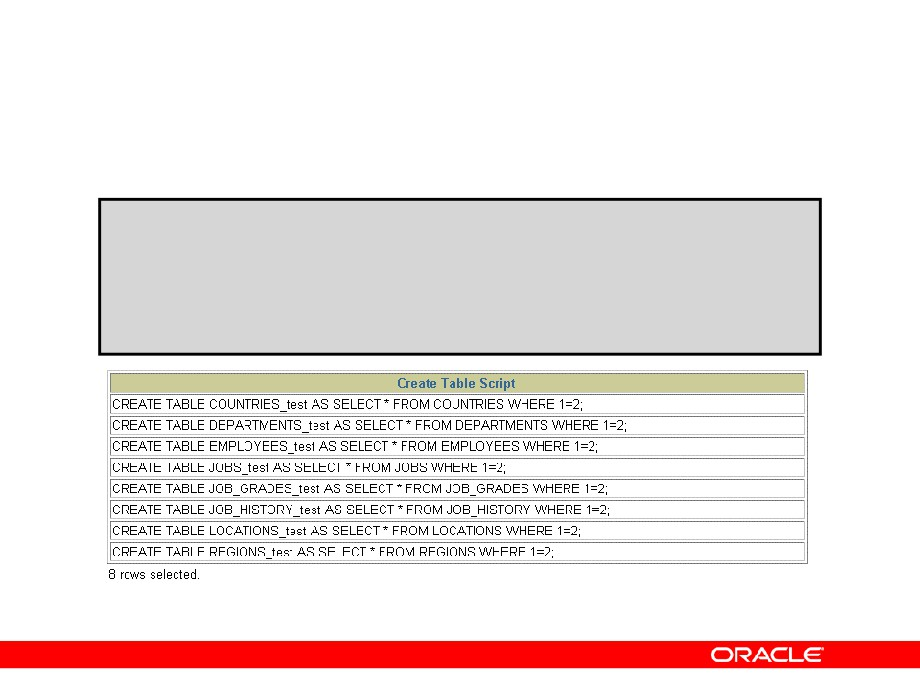 Create Table Script
CREATE TABLE COUNTRIES_test AS SELECT * FROM COUNTRIES WHERE 1=2;
CREATE TABLE DEPARTMENTS_test AS SELECT * FROM DEPARTMENTS WHERE 1=2;
CREATE TABLE EMPLOYEES_test AS SELECT * FROM EMPLOYEES WHERE 1=2;
CREATE TABLE JOBS_test AS SELECT * FROM JOBS WHERE 1=2;
CREATE TABLE JOB_GRADES_test AS SELECT * FROM JOB_GRADES WHERE 1=2;
CREATE TABLE JOB_HISTORY_test AS SELECT * FROM JOB_HISTORY WHERE 1=2;
CREATE TABLE LOCATIONS_test AS SELECT * FROM LOCATIONS WHERE 1=2;
CREATE TABLE REGIONS_test AS SELECT * FROM REGIONS WHERE 1=2;
8 rows selected.
ORACLE